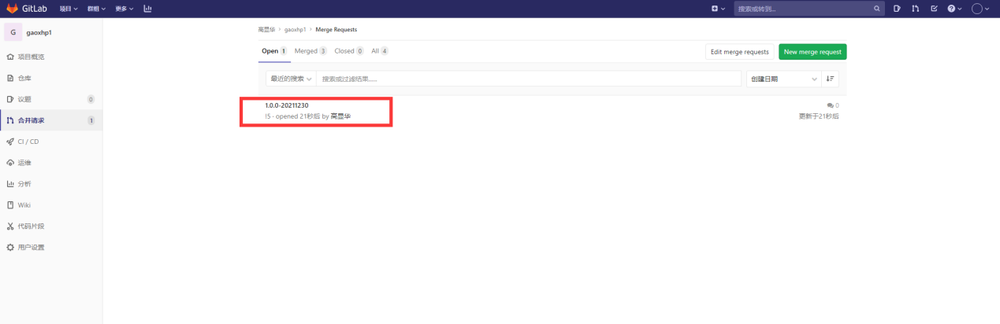 GitLab 项目 群组 更多 搜索或转到...
G gaoxhp1
项目概览
仓库
议题 0
合并请求 1
CI / CD
运维
分析
Wiki
代码片段
用户设置
高显华 › gaoxhp1 › Merge Requests
Open 1 Merged 3 Closed 0 All 4 Edit merge requests New merge request
最近的搜索 搜索或过滤结果...... 创建日期
1.0.0-20211230 0
!5 · opened 21秒后 by 高显华 更新于21秒后